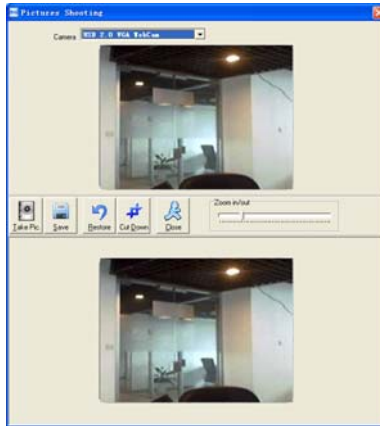 Pictures Shooting
Camera USB 2.0 VGA WebCam
Take Pic. Save Restore Cut Down Close
Zoom in/out